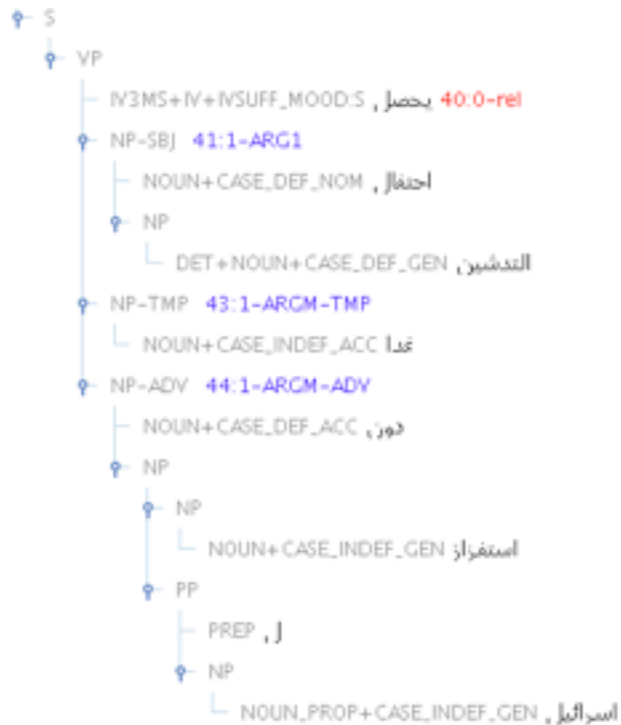 S
VP
IV3MS+IV+IVSUFF_MOOD:S يحصل, 40:0-rel
NP-SBJ 41:1-ARG1
NOUN+CASE_DEF_NOM احتفال,
NP
DET+NOUN+CASE_DEF_GEN التدشين
NP-TMP 43:1-ARGM-TMP
NOUN+CASE_INDEF_ACC غدا
NP-ADV 44:1-ARGM-ADV
NOUN+CASE_DEF_ACC دون,
NP
NP
NOUN+CASE_INDEF_GEN استفزاز
PP
PREP ل,
NP
NOUN_PROP+CASE_INDEF_GEN اسرائيل,